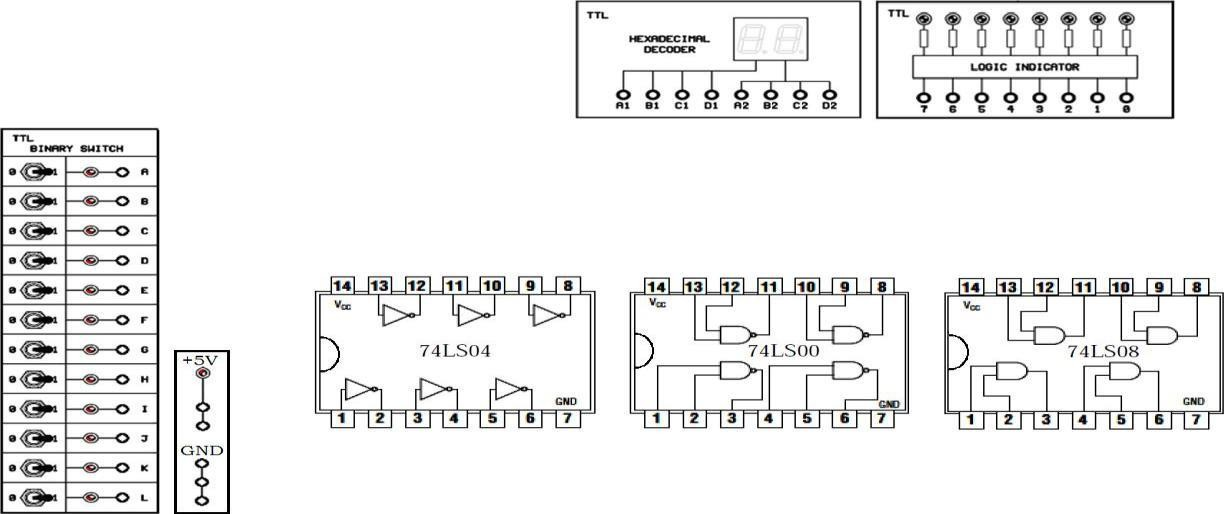 TTL
HEXADECIMAL
DECODER
A1 B1 C1 D1 A2 B2 C2 D2
TTL
LOGIC INDICATOR
7 6 5 4 3 2 1 0
TTL
BINARY SWITCH
0 1 A
0 1 B
0 1 C
0 1 D
0 1 E
0 1 F
0 1 G
0 1 H
0 1 I
0 1 J
0 1 K
0 1 L
+5V
GND
14 13 12 11 10 9 8
VCC
74LS04
GND
1 2 3 4 5 6 7
14 13 12 11 10 9 8
VCC
74LS00
GND
1 2 3 4 5 6 7
14 13 12 11 10 9 8
VCC
74LS08
GND
1 2 3 4 5 6 7